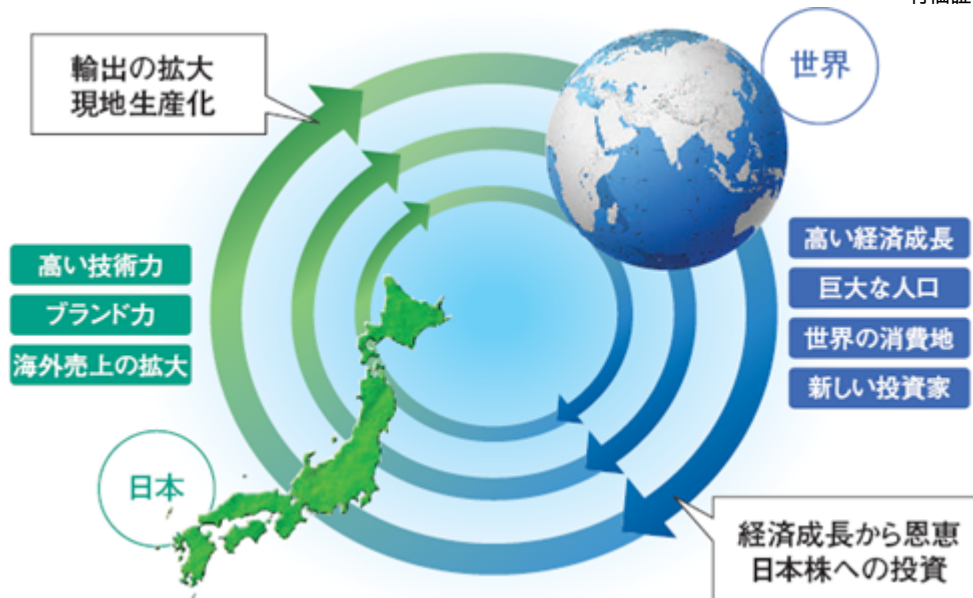 輸出の拡大
現地生産化
世界
高い技術力
ブランド力
海外売上の拡大
高い経済成長
巨大な人口
世界の消費地
新しい投資家
日本
経済成長から恩恵
日本株への投資